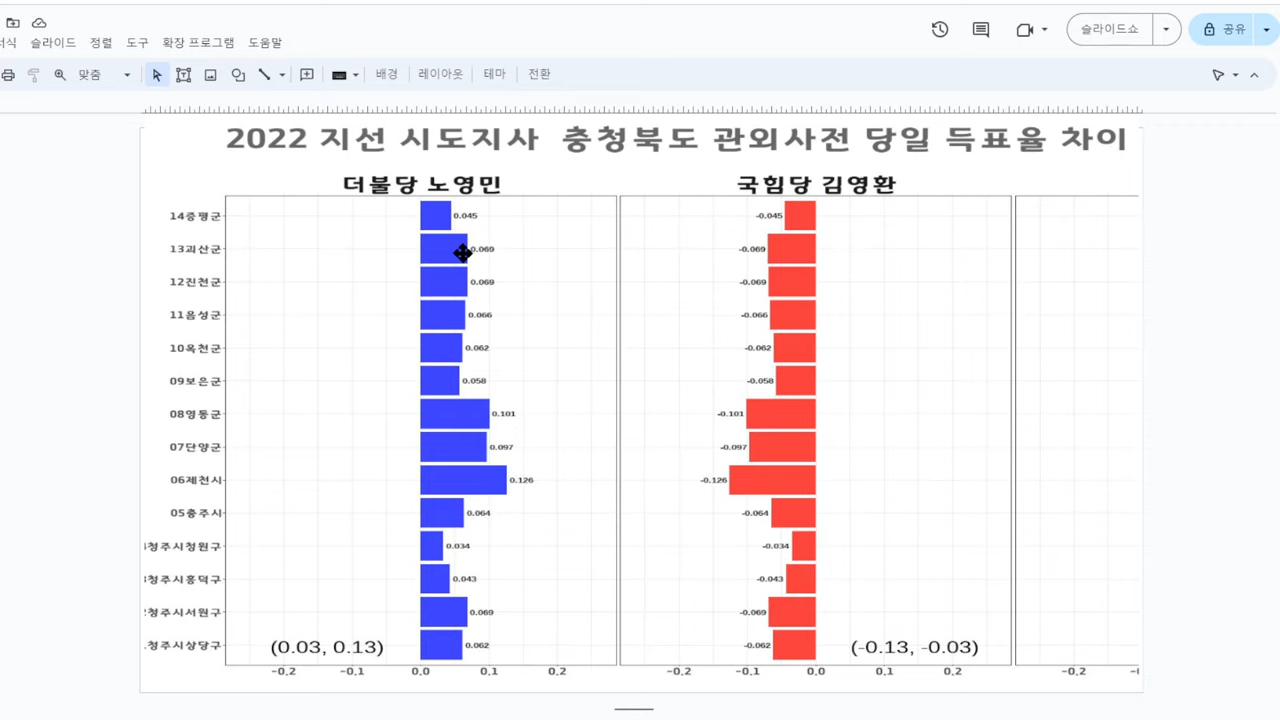 서식 슬라이드 정렬 도구 확장 프로그램 도움말
슬라이드쇼
공유
맞춤
배경 레이아웃 테마 전환
2022 지선 시도지사 충청북도 관외사전 당일 득표율 차이
더불당 노영민 국힘당 김영환
14증평군 0.045 -0.045
13괴산군 0.069 -0.069
12진천군 0.069 -0.069
11음성군 0.066 -0.066
10옥천군 0.062 -0.062
09보은군 0.058 -0.058
08영동군 0.101 -0.101
07단양군 0.097 -0.097
06제천시 0.126 -0.126
05충주시 0.064 -0.064
청주시청원구 0.034 -0.034
청주시흥덕구 0.043 -0.043
청주시서원구 0.069 -0.069
청주시상당구 0.062 -0.062
(0.03, 0.13) (-0.13, -0.03)
-0.2 -0.1 0.0 0.1 0.2 -0.2 -0.1 0.0 0.1 0.2 -0.2